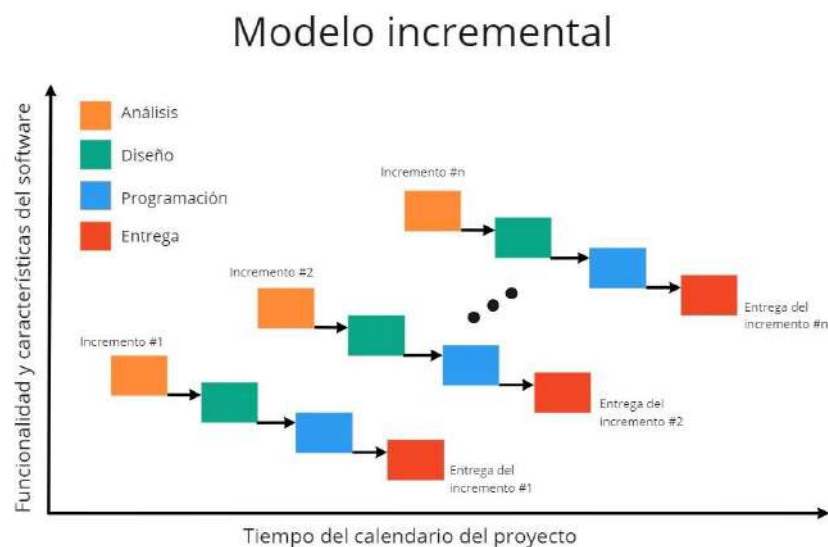 Modelo incremental
Funcionalidad y características del software
Análisis
Diseño
Programación
Entrega
Incremento #n
Incremento #2
Incremento #1
Entrega del
incremento #n
Entrega del
incremento #2
Entrega del
incremento #1
Tiempo del calendario del proyecto